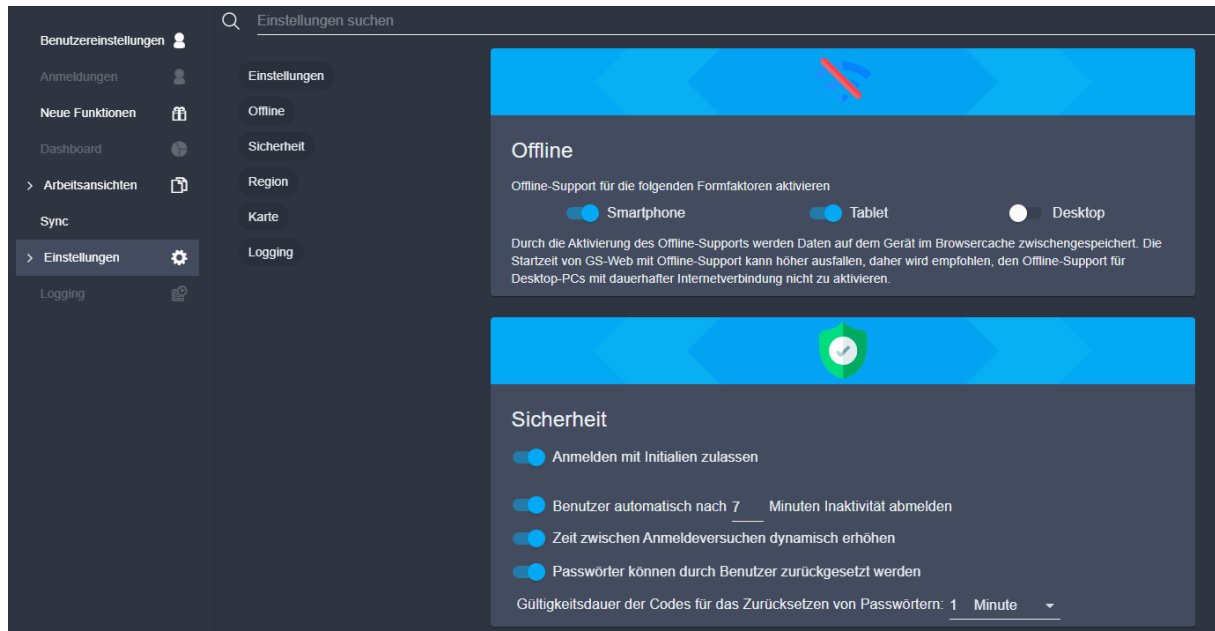 Einstellungen suchen
Benutzereinstellungen
Anmeldungen
Neue Funktionen
Dashboard
Arbeitsansichten
Sync
Einstellungen
Logging
Einstellungen
Offline
Sicherheit
Region
Karte
Logging
Offline
Offline-Support für die folgenden Formfaktoren aktivieren
Smartphone Tablet Desktop
Durch die Aktivierung des Offline-Supports werden Daten auf dem Gerät im Browsercache zwischengespeichert. Die
Startzeit von GS-Web mit Offline-Support kann höher ausfallen, daher wird empfohlen, den Offline-Support für
Desktop-PCs mit dauerhafter Internetverbindung nicht zu aktivieren.
Sicherheit
Anmelden mit Initialien zulassen
Benutzer automatisch nach 7 Minuten Inaktivität abmelden
Zeit zwischen Anmeldeversuchen dynamisch erhöhen
Passwörter können durch Benutzer zurückgesetzt werden
Gültigkeitsdauer der Codes für das Zurücksetzen von Passwörtern: 1 Minute